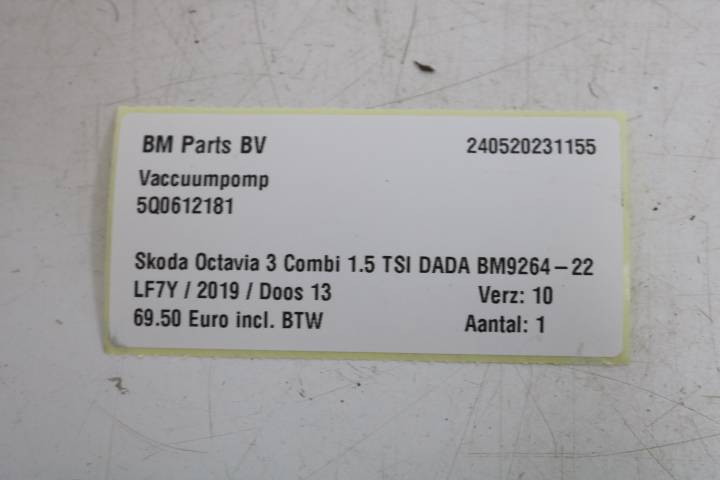 BM Parts BV 240520231155
Vaccuumpomp
5Q0612181
Skoda Octavia 3 Combi 1.5 TSI DADA BM9264-22
LF7Y / 2019 / Doos 13 Verz: 10
69.50 Euro incl. BTW Aantal: 1